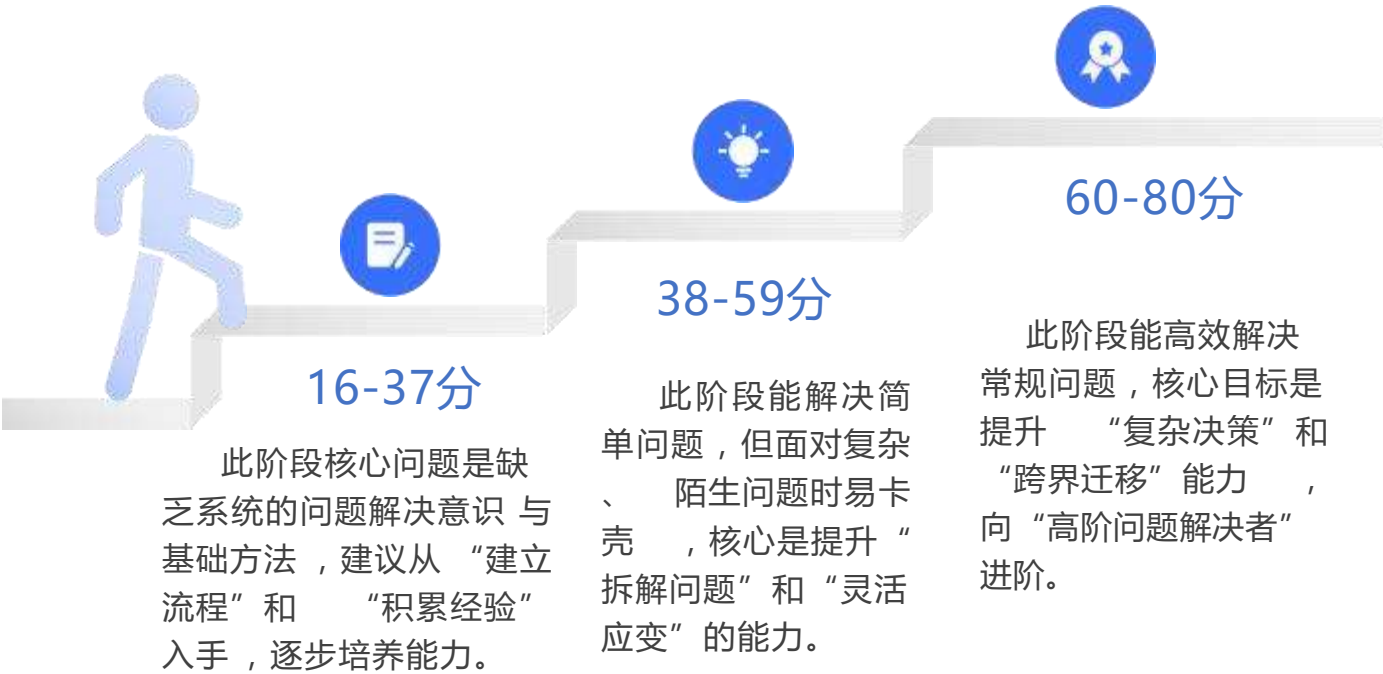 16-37分
此阶段核心问题是缺
乏系统的问题解决意识 与
基础方法 ，建议从 “建立
流程”和 “积累经验”
入手 ，逐步培养能力。
38-59分
此阶段能解决简
单问题，但面对复杂
、 陌生问题时易卡
壳 ，核心是提升“
拆解问题”和“灵活
应变”的能力。
60-80分
此阶段能高效解决
常规问题，核心目标是
提升 “复杂决策”和
“跨界迁移”能力 ，
向“高阶问题解决者”
进阶。